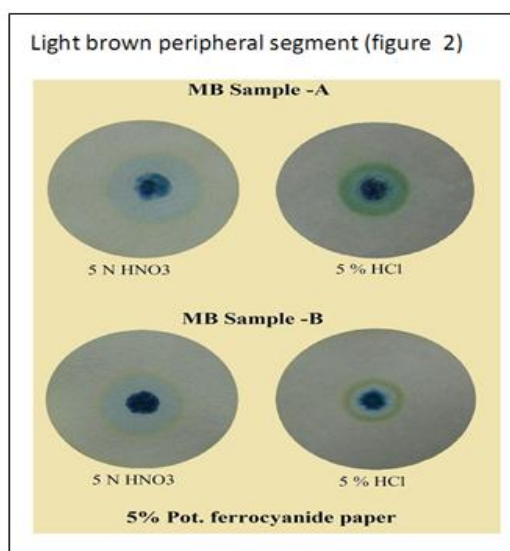 Light brown peripheral segment (figure 2)
MB Sample -A
5 N HNO3
5 % HCl
MB Sample -B
5 N HNO3
5 % HCl
5% Pot. ferrocyanide paper